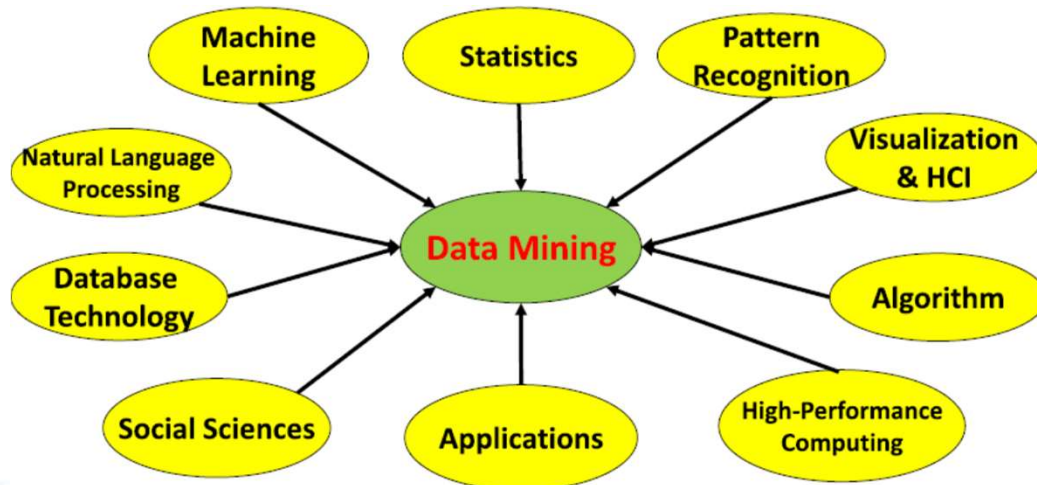 Machine
Learning
Statistics
Pattern
Recognition
Natural Language
Processing
Visualization
& HCI
Data Mining
Database
Technology
Algorithm
Social Sciences
Applications
High-Performance
Computing